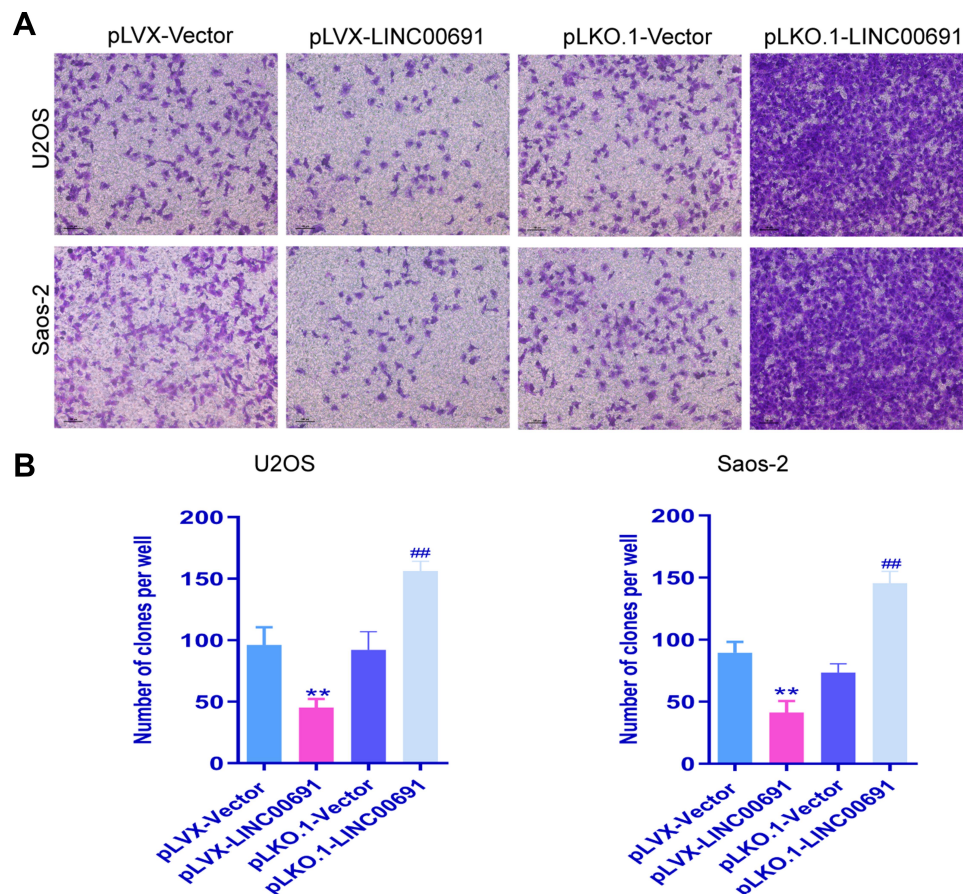 A
pLVX-Vector pLVX-LINC00691 pLKO.1-Vector pLKO.1-LINC00691
U2OS
Saos-2
B
U2OS
Number of clones per well
200
150
100
50
0
**
##
pLVX-Vector
pLVX-LINC00691
pLKO.1-Vector
pLKO.1-LINC00691
Saos-2
Number of clones per well
200
150
100
50
0
**
##
pLVX-Vector
pLVX-LINC00691
pLKO.1-Vector
pLKO.1-LINC00691